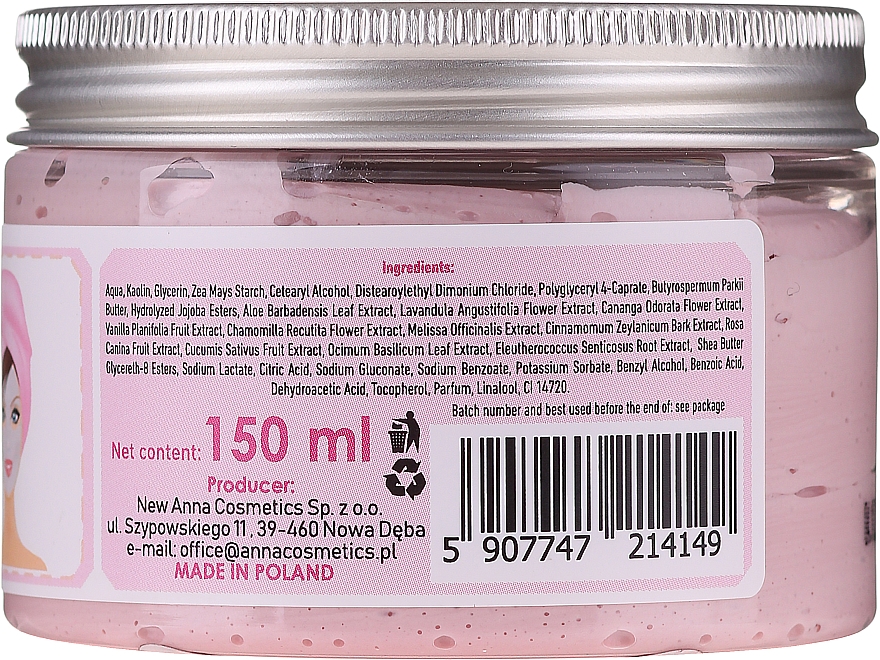 Ingredients:
Aqua, Kaolin, Glycerin, Zea Mays Starch, Cetearyl Alcohol, Distearoylethyl Dimonium Chloride, Polyglyceryl 4-Caprate, Butyrospermum Parkii
Butter, Hydrolyzed Jojoba Esters, Aloe Barbadensis Leaf Extract, Lavandula Angustifolia Flower Extract, Cananga Odorata Flower Extract,
Vanilla Planifolia Fruit Extract, Chamomilla Recutita Flower Extract, Melissa Officinalis Extract, Cinnamomum Zeylanicum Bark Extract, Rosa
Canina Fruit Extract, Cucumis Sativus Fruit Extract, Ocimum Basilicum Leaf Extract, Eleutherococcus Senticosus Root Extract, Shea Butter
Glycereth-8 Esters, Sodium Lactate, Citric Acid, Sodium Gluconate, Sodium Benzoate, Potassium Sorbate, Benzyl Alcohol, Benzoic Acid,
Dehydroacetic Acid, Tocopherol, Parfum, Linalool, CI 14720.
Batch number and best used before the end of: see package
Net content: 150 ml
Producer:
New Anna Cosmetics Sp. z o.o.
ul. Szypowskiego 11, 39-460 Nowa Dęba
e-mail: office@annacosmetics.pl
MADE IN POLAND
5 907747 214149